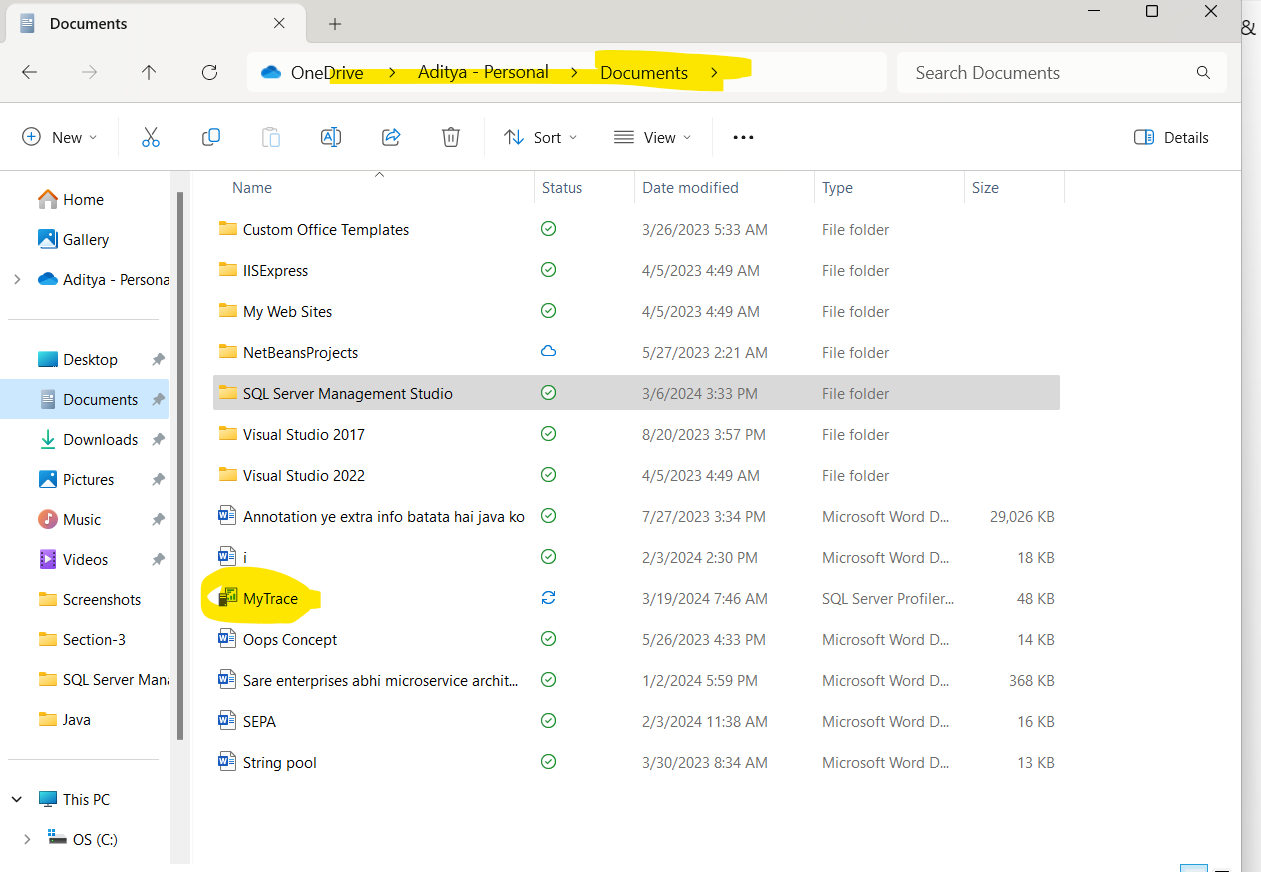 Documents
&
OneDrive > Aditya - Personal > Documents >
Search Documents
New
Sort
View
Details
Name Status Date modified Type Size
Home
Gallery
Aditya - Persona
Desktop
Documents
Downloads
Pictures
Music
Videos
Screenshots
Section-3
SQL Server Mana
Java
This PC
OS (C:)
Custom Office Templates 3/26/2023 5:33 AM File folder
IISExpress 4/5/2023 4:49 AM File folder
My Web Sites 4/5/2023 4:49 AM File folder
NetBeansProjects 5/27/2023 2:21 AM File folder
SQL Server Management Studio 3/6/2024 3:33 PM File folder
Visual Studio 2017 8/20/2023 3:57 PM File folder
Visual Studio 2022 4/5/2023 4:49 AM File folder
Annotation ye extra info batata hai java ko 7/27/2023 3:34 PM Microsoft Word D... 29,026 KB
i 2/3/2024 2:30 PM Microsoft Word D... 18 KB
MyTrace 3/19/2024 7:46 AM SQL Server Profiler... 48 KB
Oops Concept 5/26/2023 4:33 PM Microsoft Word D... 14 KB
Sare enterprises abhi microservice archit... 1/2/2024 5:59 PM Microsoft Word D... 368 KB
SEPA 2/3/2024 11:38 AM Microsoft Word D... 16 KB
String pool 3/30/2023 8:34 AM Microsoft Word D... 13 KB